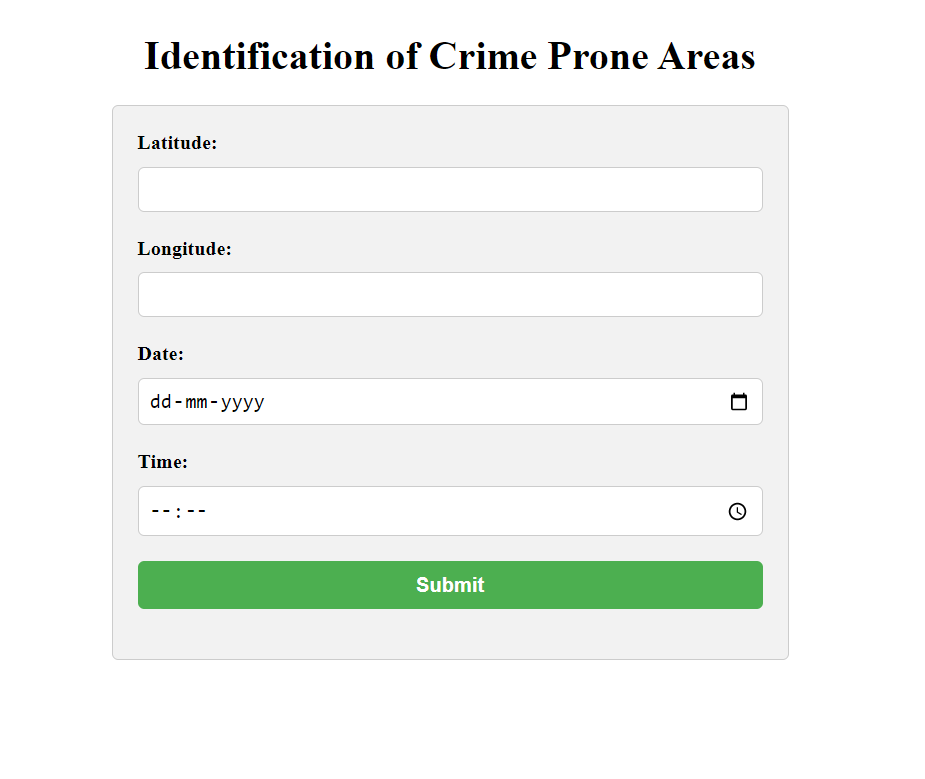 Identification of Crime Prone Areas
Latitude:
Longitude:
Date:
dd-mm-yyyy
Time:
--:--
Submit